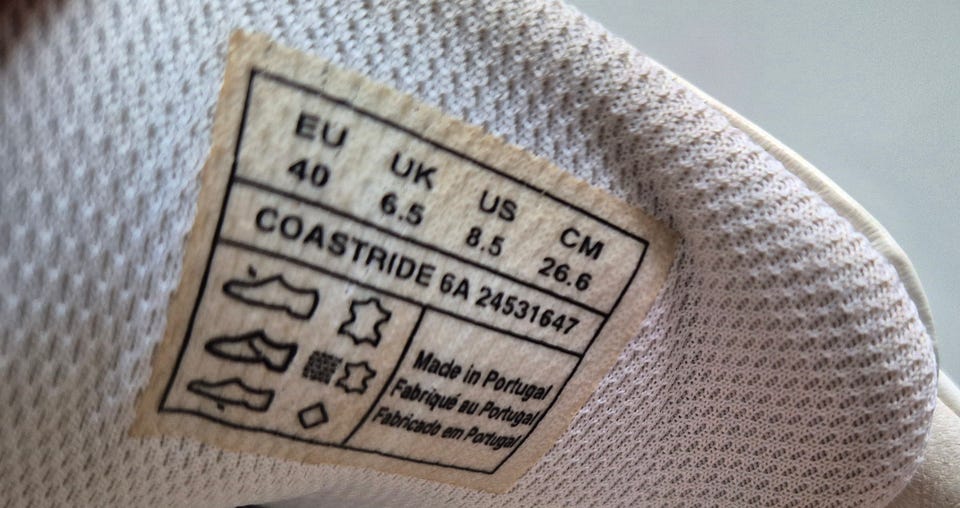 EU UK US CM
40 6.5 8.5 26.6
COASTRIDE 6A 24531647
Made in Portugal
Fabriqué au Portugal
Fabricado em Portugal